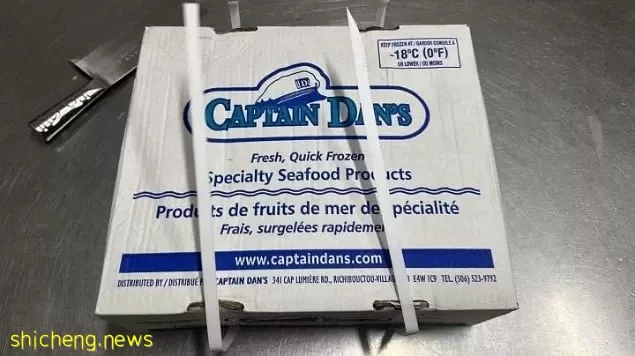 KEEP FROZEN AT / GARDER CONGELÉ À
-18°C (0°F)
OR LOWER / OU MOINS
D
CAPTAIN DAN'S
Fresh, Quick Frozen
Specialty Seafood Products
Produits de fruits de mer de spécialité
Frais, surgelées rapidement
www.captaindans.com
DISTRIBUTED BY / DISTRIBUÉ PAR CAPTAIN DAN'S 341 CAP LUMIÈRE RD., RICHIBOUCTOU-VILLAGE E4W 1C9 TEL. (506) 523-9792
shicheng.news